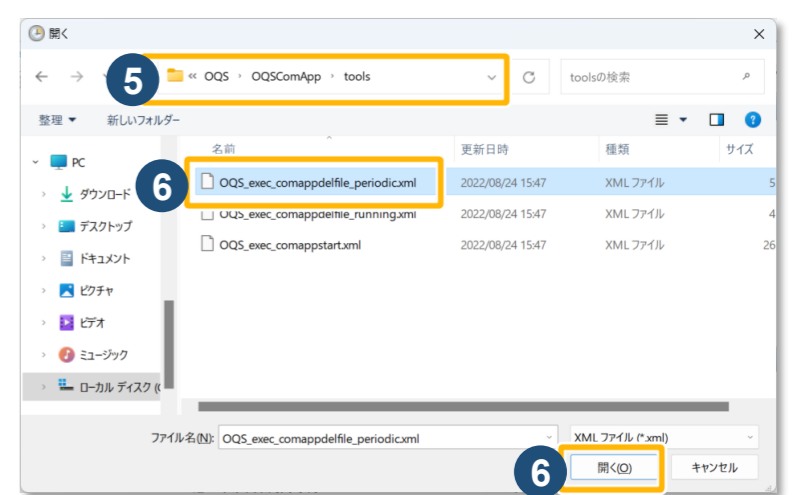 開く
5
« OQS › OQSComApp › tools
toolsの検索
整理 ▼ 新しいフォルダー
名前 更新日時 種類 サイズ
PC
6
OQS_exec_comappdelfile_periodic.xml 2022/08/24 15:47 XML ファイル 5
ダウンロード
OQS_exec_comappdelfile_running.xml 2022/08/24 15:47 XML ファイル 4
デスクトップ
OQS_exec_comappstart.xml 2022/08/24 15:47 XML ファイル 26
ドキュメント
ピクチャ
ビデオ
ミュージック
ローカル ディスク (
ファイル名(N): OQS_exec_comappdelfile_periodic.xml XML ファイル (*.xml)
6
開く(O) キャンセル